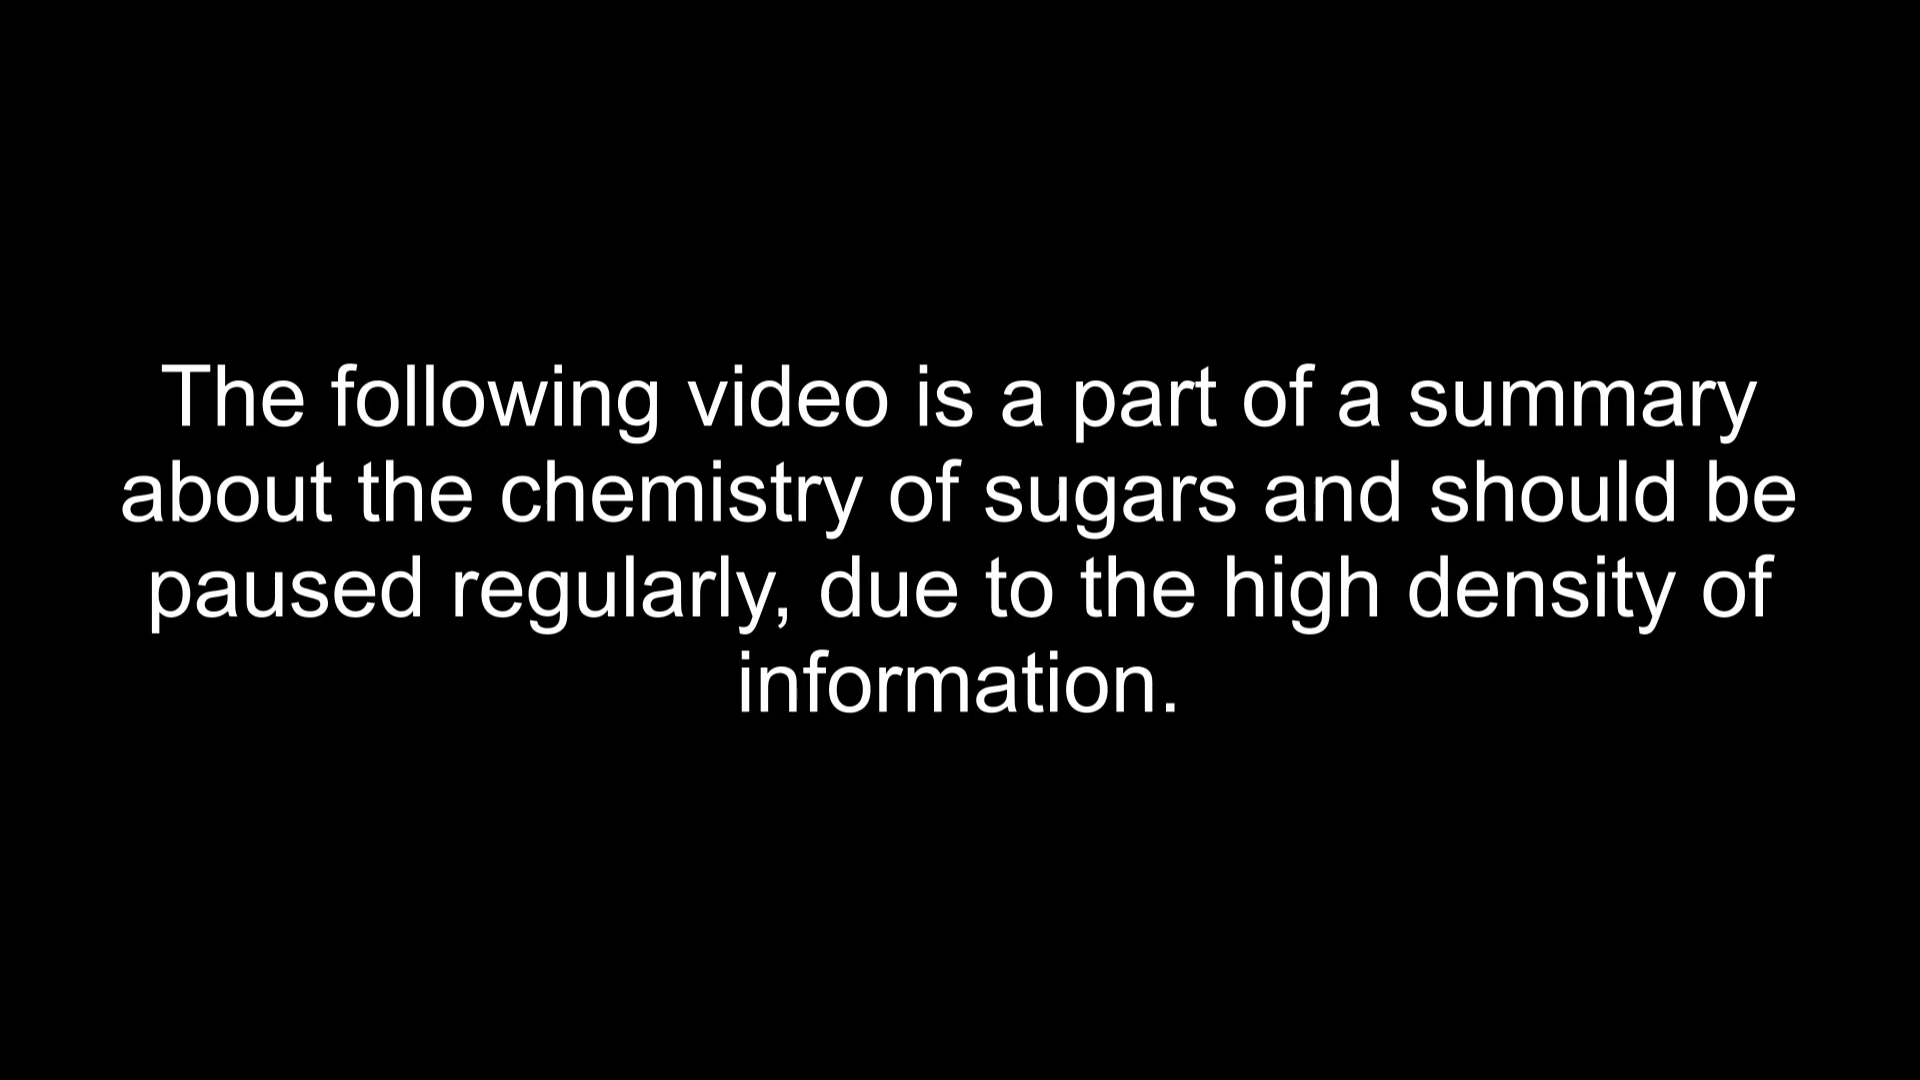 The following video is a part of a summary
about the chemistry of sugars and should be
paused regularly, due to the high density of
information.